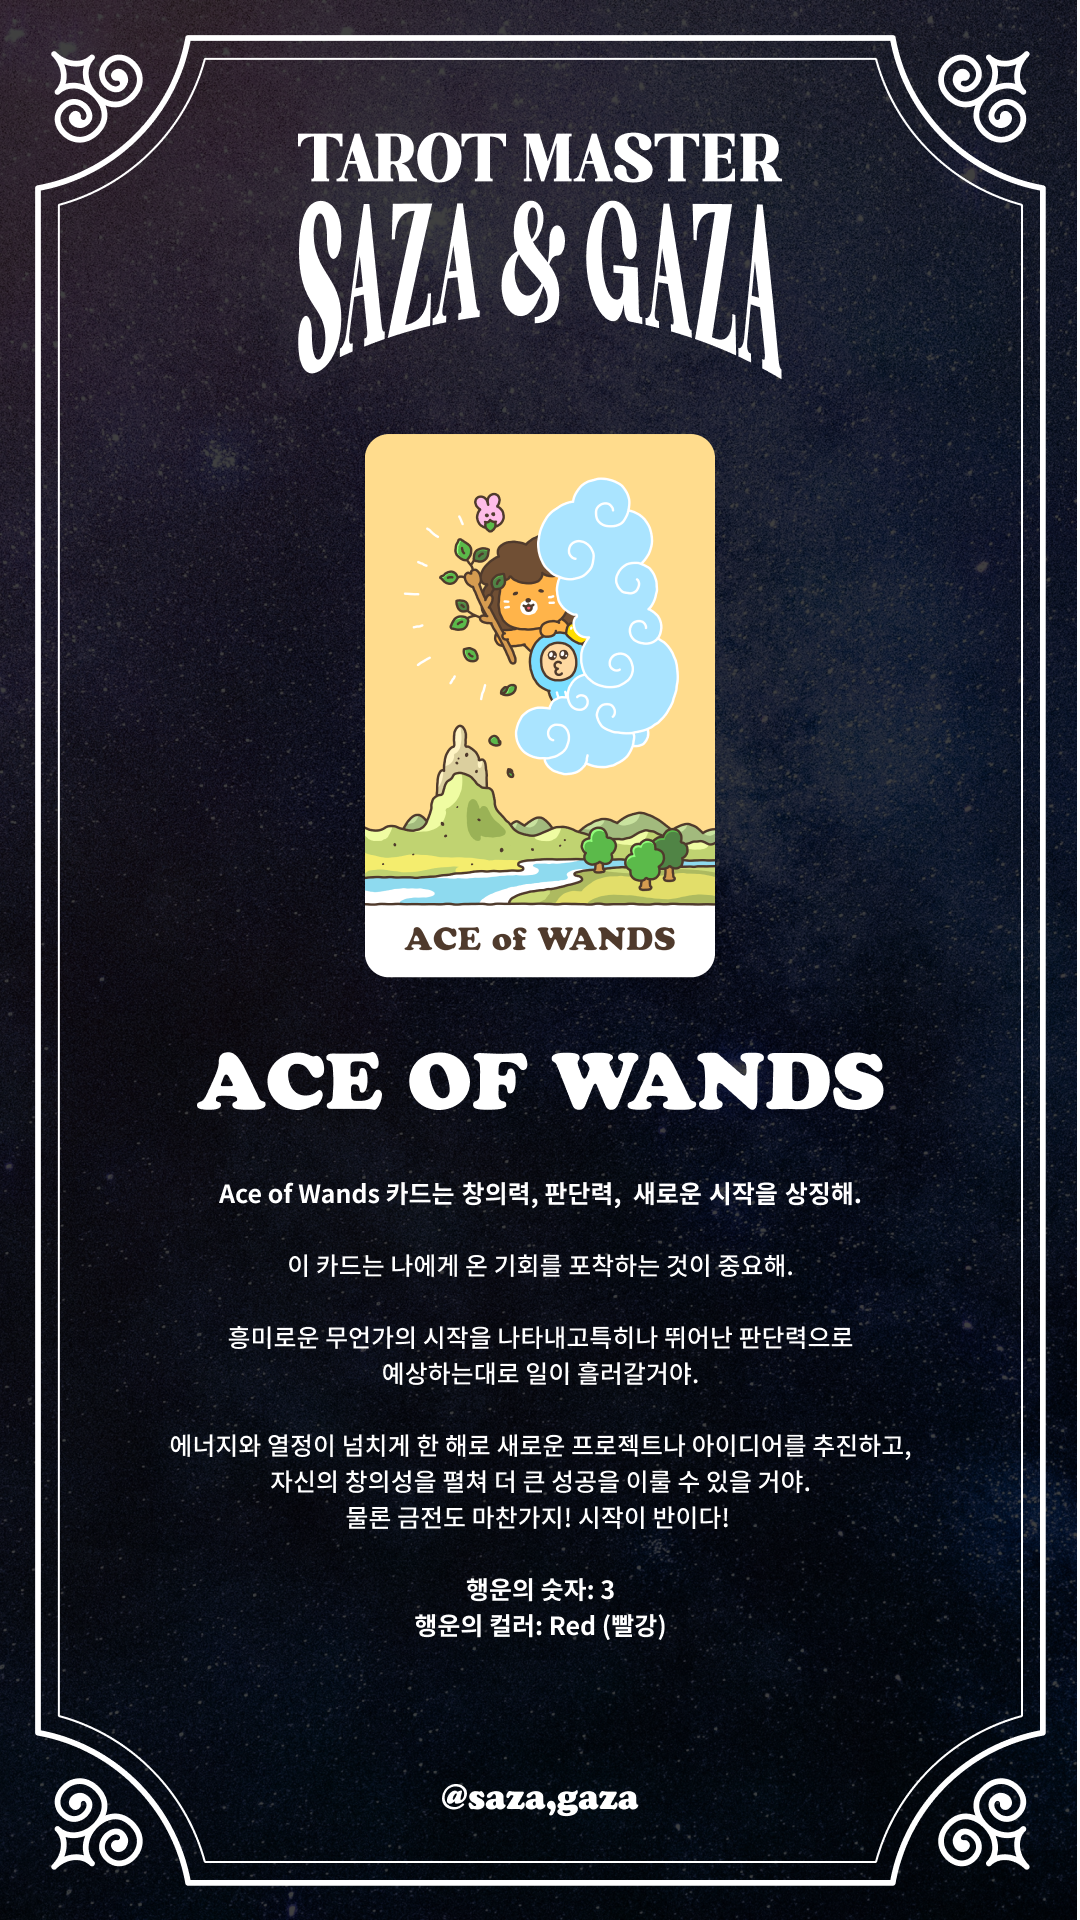 TAROT MASTER
SAZA & GAZA
ACE of WANDS
ACE OF WANDS
Ace of Wands 카드는 창의력, 판단력,  새로운 시작을 상징해.
이 카드는 나에게 온 기회를 포착하는 것이 중요해.
흥미로운 무언가의 시작을 나타내고특히나 뛰어난 판단력으로
예상하는대로 일이 흘러갈거야.
에너지와 열정이 넘치게 한 해로 새로운 프로젝트나 아이디어를 추진하고,
자신의 창의성을 펼쳐 더 큰 성공을 이룰 수 있을 거야.
물론 금전도 마찬가지! 시작이 반이다!
행운의 숫자: 3
행운의 컬러: Red (빨강)
@saza,gaza